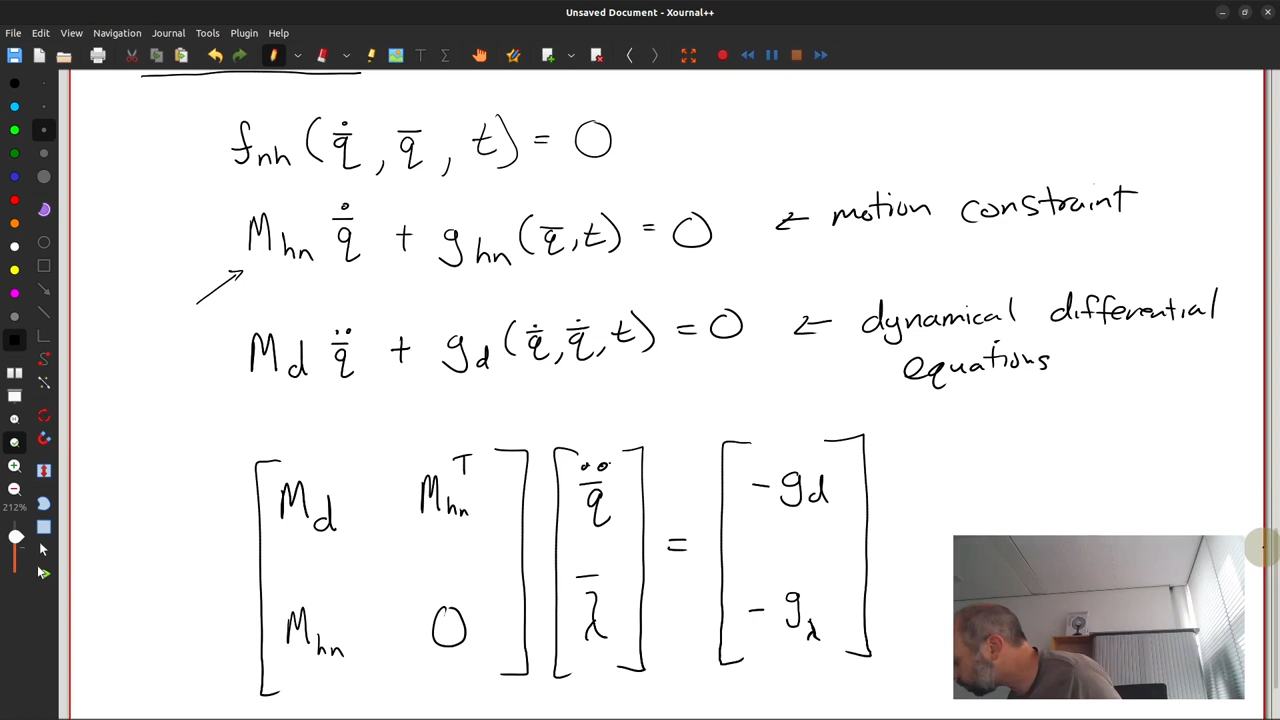 Unsaved Document - Xournal++
File Edit View Navigation Journal Tools Plugin Help
f_nh (q̄̇, q̄, t) = 0
M_hn q̄̇ + g_hn (q̄, t) = 0 ← motion constraint
M_d q̄̈ + g_d (q̄̇, q̄̇, t) = 0 ← dynamical differential
equations
[ M_d M_hn^T ] [ q̄̈ ] = [ -g_d ]
[ M_hn 0 ] [ λ̄ ] [ -g_λ ]
212%